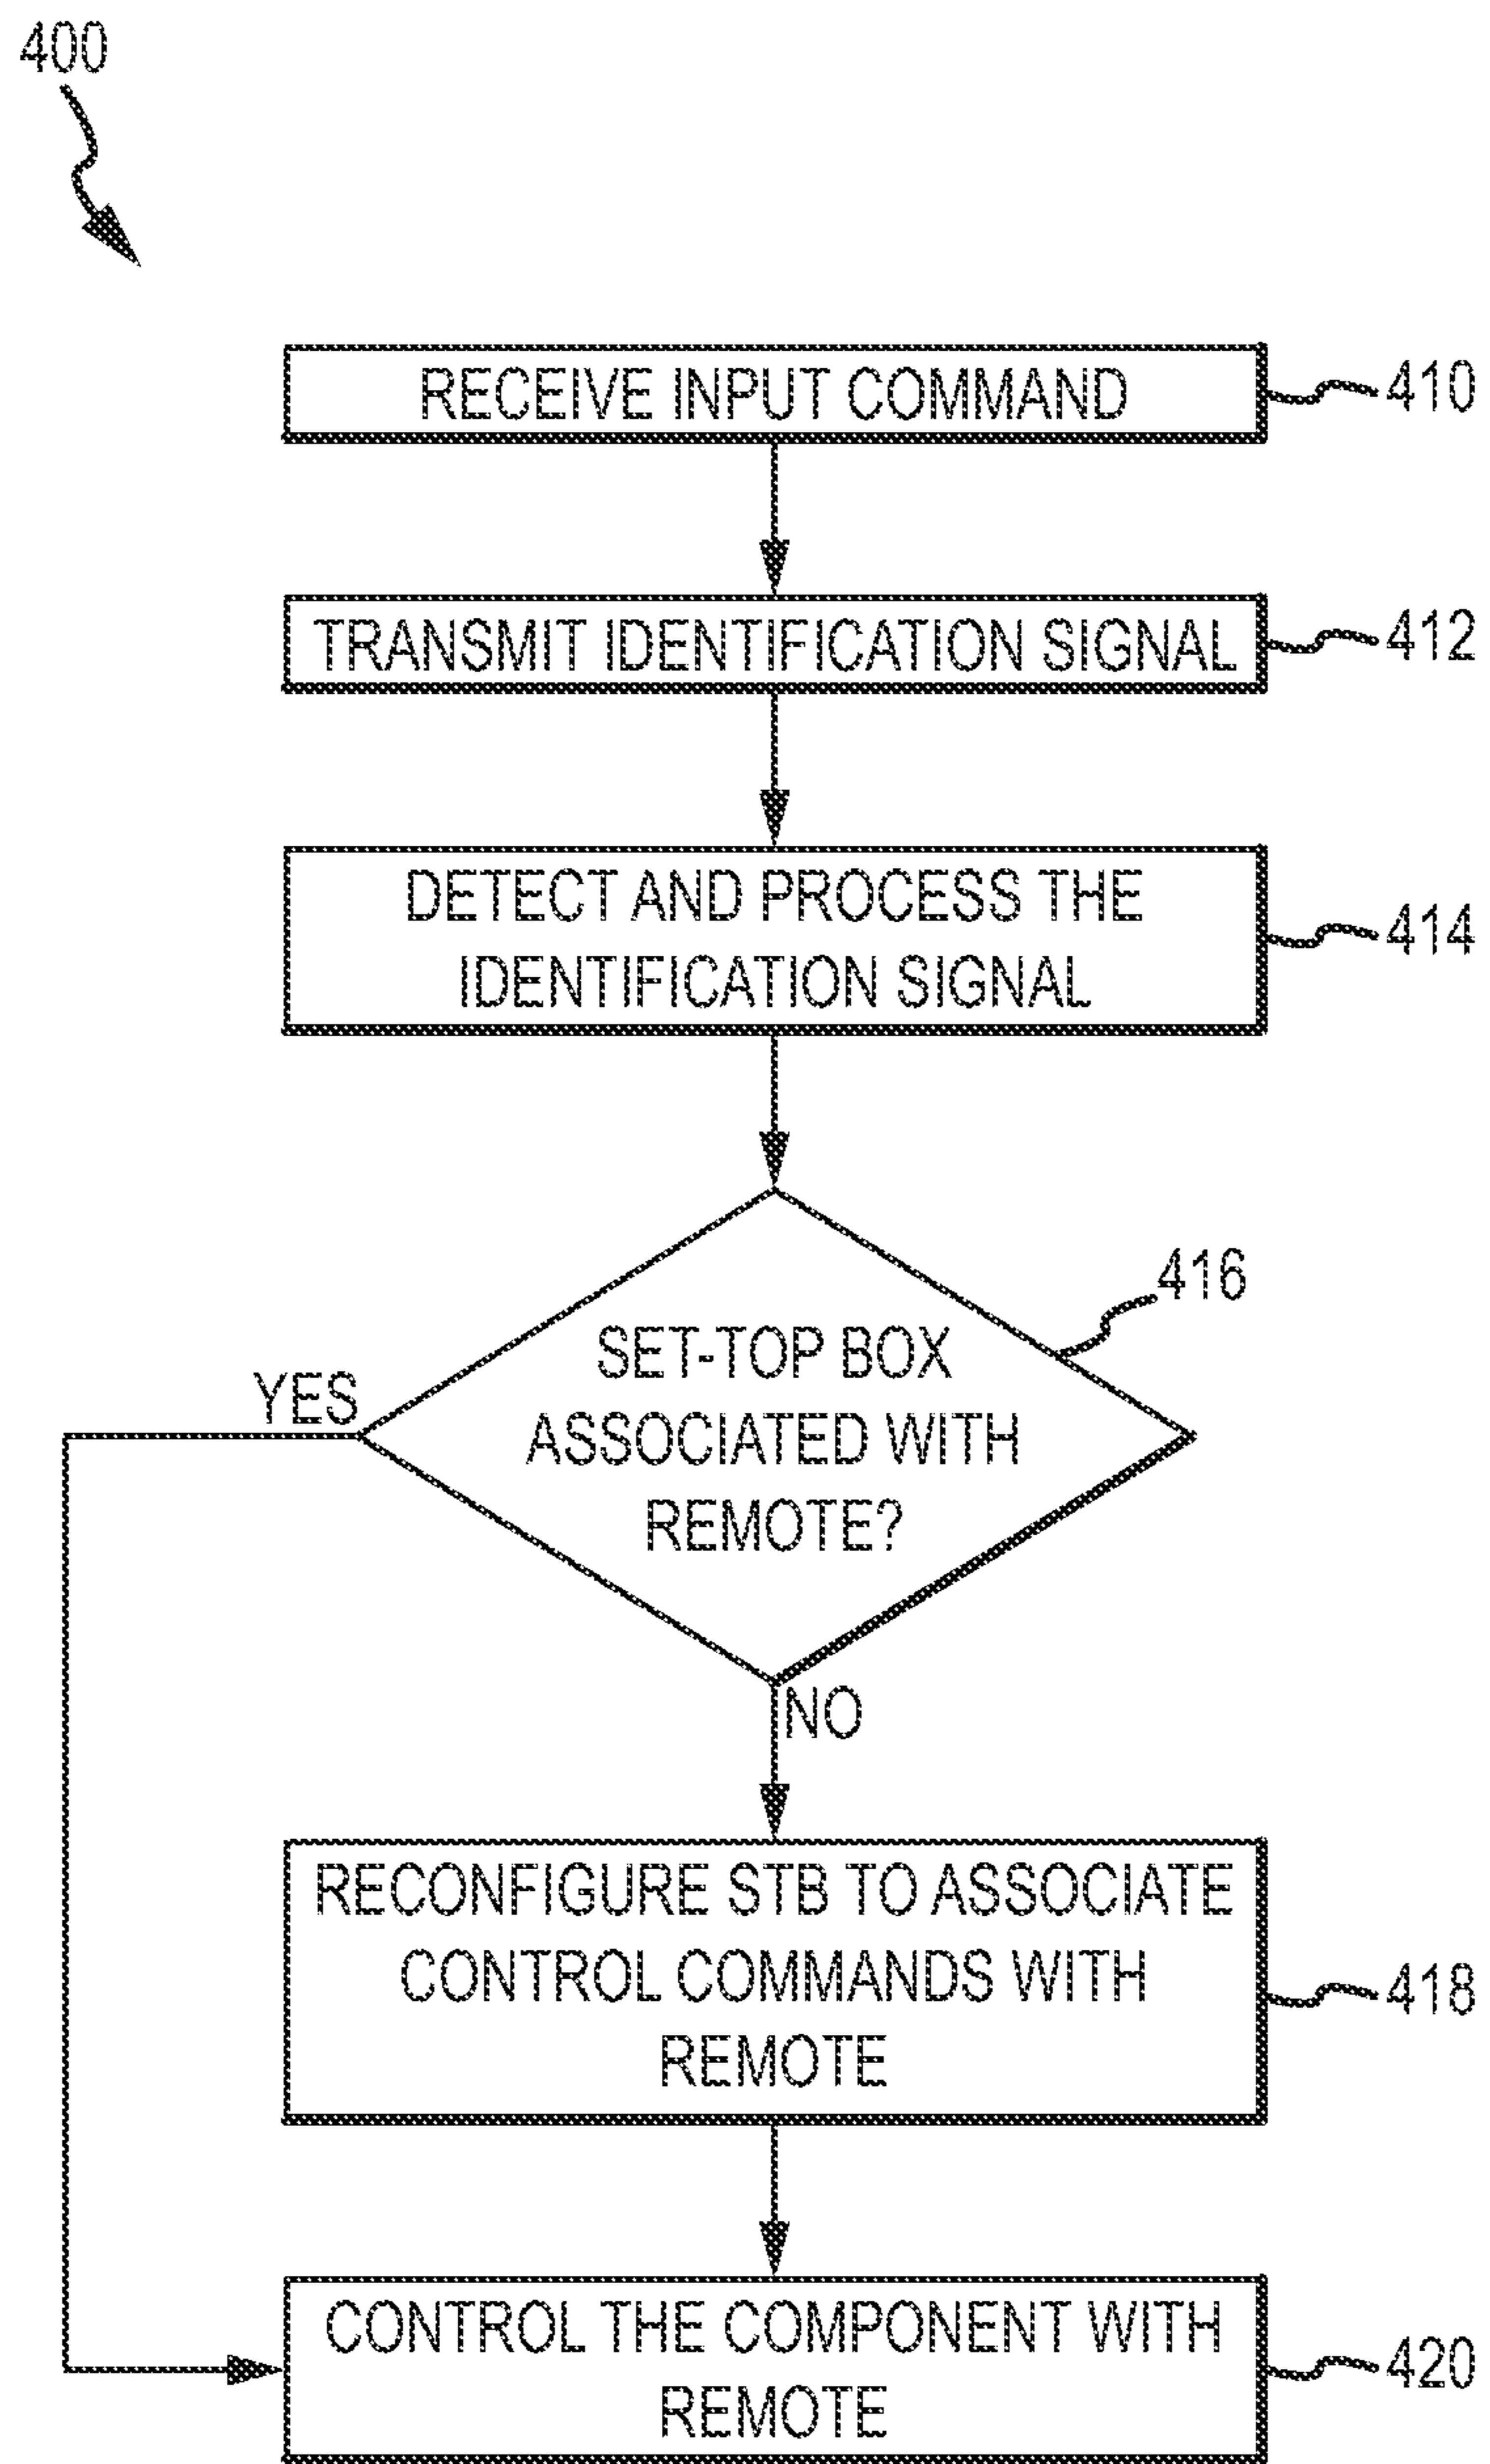 400
RECEIVE INPUT COMMAND
410
TRANSMIT IDENTIFICATION SIGNAL
412
DETECT AND PROCESS THE
IDENTIFICATION SIGNAL
414
416
SET-TOP BOX
ASSOCIATED WITH
REMOTE?
YES
NO
RECONFIGURE STB TO ASSOCIATE
CONTROL COMMANDS WITH
REMOTE
418
CONTROL THE COMPONENT WITH
REMOTE
420